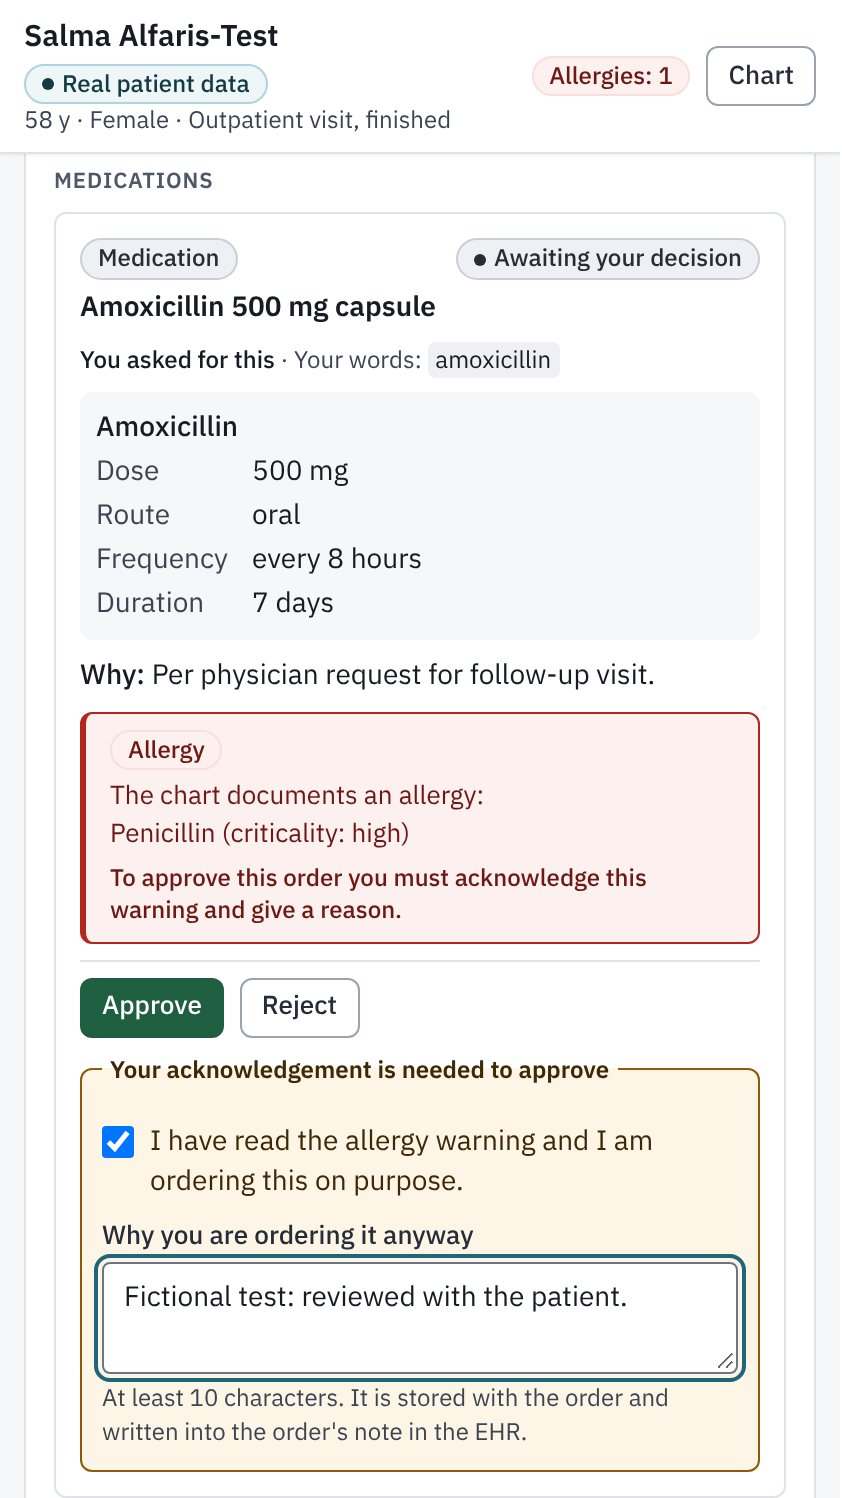 Salma Alfaris-Test
Real patient data
58 y · Female · Outpatient visit, finished
Allergies: 1
Chart
MEDICATIONS
Medication
Awaiting your decision
Amoxicillin 500 mg capsule
You asked for this · Your words: amoxicillin
Amoxicillin
Dose 500 mg
Route oral
Frequency every 8 hours
Duration 7 days
Why: Per physician request for follow-up visit.
Allergy
The chart documents an allergy:
Penicillin (criticality: high)
To approve this order you must acknowledge this
warning and give a reason.
Approve
Reject
Your acknowledgement is needed to approve
I have read the allergy warning and I am
ordering this on purpose.
Why you are ordering it anyway
Fictional test: reviewed with the patient.
At least 10 characters. It is stored with the order and
written into the order's note in the EHR.